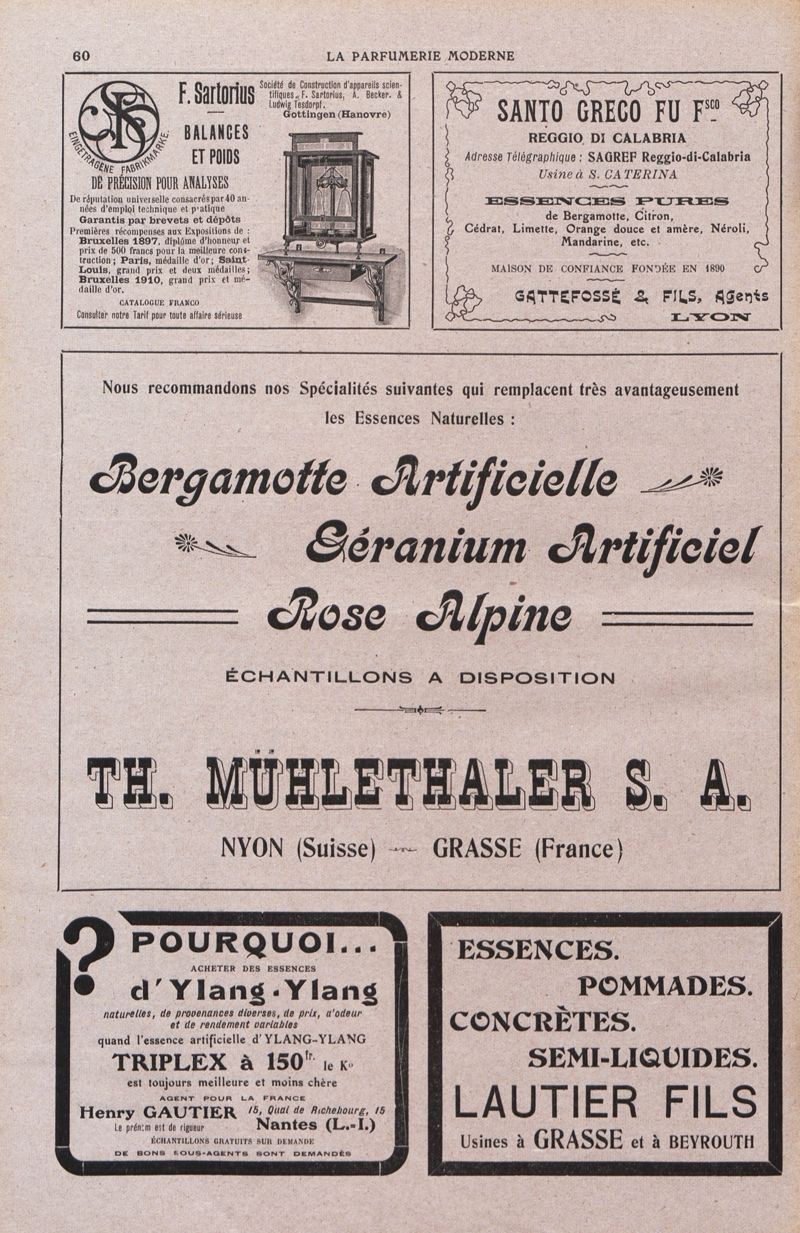 60
LA PARFUMERIE MODERNE
EINGETRAGENE FABRIKMARKE.
F. Sartorius
BALANCES
ET POIDS
DE PRÉCISION POUR ANALYSES
Société de Construction d'appareils scien-
tifiques. F. Sartorius, A. Becker. &
Ludwig Tesdorpf.
Gottingen (Hanovre)
De réputation universelle consacrés par 40 an-
nées d'emploi technique et pratique
Garantis par brevets et dépôts
Premières récompenses aux Expositions de :
Bruxelles 1897, diplôme d'honneur et
prix de 500 francs pour la meilleure cons-
truction; Paris, médaille d'or; Saint-
Louis, grand prix et deux médailles;
Bruxelles 1910, grand prix et mé-
daille d'or.
CATALOGUE FRANCO
Consulter notre Tarif pour toute affaire sérieuse
SANTO GRECO FU Fsco
REGGIO DI CALABRIA
Adresse Télégraphique : SAGREF Reggio-di-Calabria
Usine à S. CATERINA
ESSENCES PURES
de Bergamotte, Citron,
Cédrat, Limette, Orange douce et amère, Néroli,
Mandarine, etc.
MAISON DE CONFIANCE FONDÉE EN 1890
GATTEFOSSÉ & FILS, Agents
LYON
Nous recommandons nos Spécialités suivantes qui remplacent très avantageusement
les Essences Naturelles :
Bergamotte Artificielle
Géranium Artificiel
Rose Alpine
ÉCHANTILLONS A DISPOSITION
TH. MÜHLETHALER S. A.
NYON (Suisse) — GRASSE (France)
? POURQUOI...
ACHETER DES ESSENCES
d'Ylang-Ylang
naturelles, de provenances diverses, de prix, d'odeur
et de rendement variables
quand l'essence artificielle d'YLANG-YLANG
TRIPLEX à 150fr. le Ko
est toujours meilleure et moins chère
AGENT POUR LA FRANCE
Henry GAUTIER 15, Quai de Richebourg, 15
Le prénom est de rigueur Nantes (L.-I.)
ÉCHANTILLONS GRATUITS SUR DEMANDE
DE BONS SOUS-AGENTS SONT DEMANDÉS
ESSENCES.
POMMADES.
CONCRÈTES.
SEMI-LIQUIDES.
LAUTIER FILS
Usines à GRASSE et à BEYROUTH